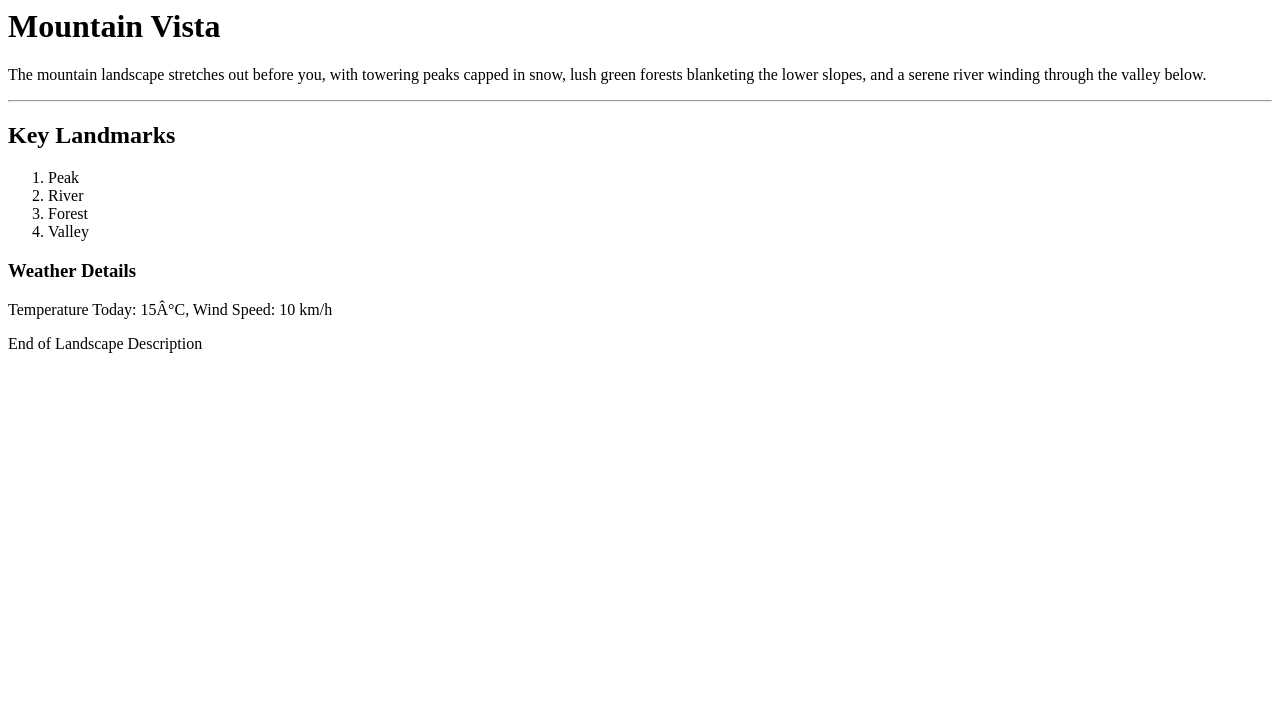 Mountain Vista
The mountain landscape stretches out before you, with towering peaks capped in snow, lush green forests blanketing the lower slopes, and a serene river winding through the valley below.
Key Landmarks
1. Peak
2. River
3. Forest
4. Valley
Weather Details
Temperature Today: 15Â°C, Wind Speed: 10 km/h
End of Landscape Description